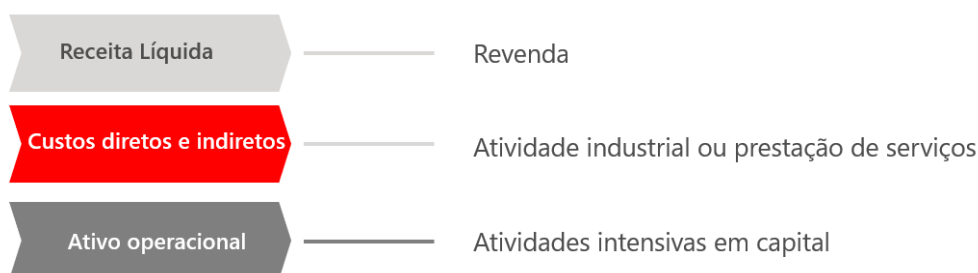 Receita Líquida
Revenda
Custos diretos e indiretos
Atividade industrial ou prestação de serviços
Ativo operacional
Atividades intensivas em capital